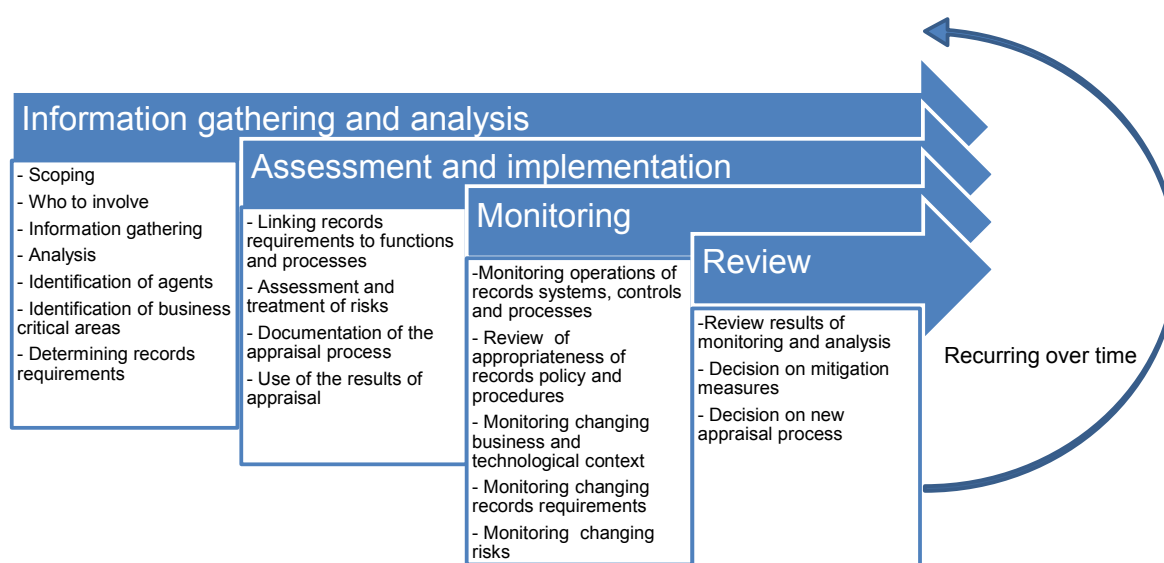 Information gathering and analysis
- Scoping
- Who to involve
- Information gathering
- Analysis
- Identification of agents
- Identification of business
critical areas
- Determining records
requirements
Assessment and implementation
- Linking records
requirements to functions
and processes
- Assessment and
treatment of risks
- Documentation of the
appraisal process
- Use of the results of
appraisal
Monitoring
-Monitoring operations of
records systems, controls
and processes
- Review of
appropriateness of
records policy and
procedures
- Monitoring changing
business and
technological context
- Monitoring changing
records requirements
- Monitoring changing
risks
Review
-Review results of
monitoring and analysis
- Decision on mitigation
measures
- Decision on new
appraisal process
Recurring over time